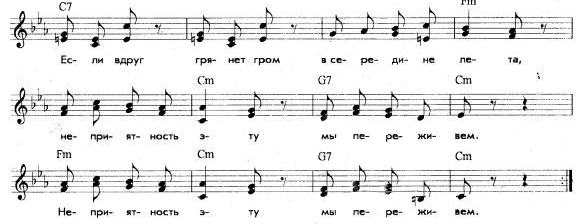 C7 Fm
Ес- ли вдруг гря- нет гром в се- ре- ди- не ле- та,
Cm G7 Cm
не- при- ят- ность э- ту мы пе- ре- жи- вем.
Fm Cm G7 Cm
Не- при- ят- ность э- ту мы пе- ре- жи- вем.